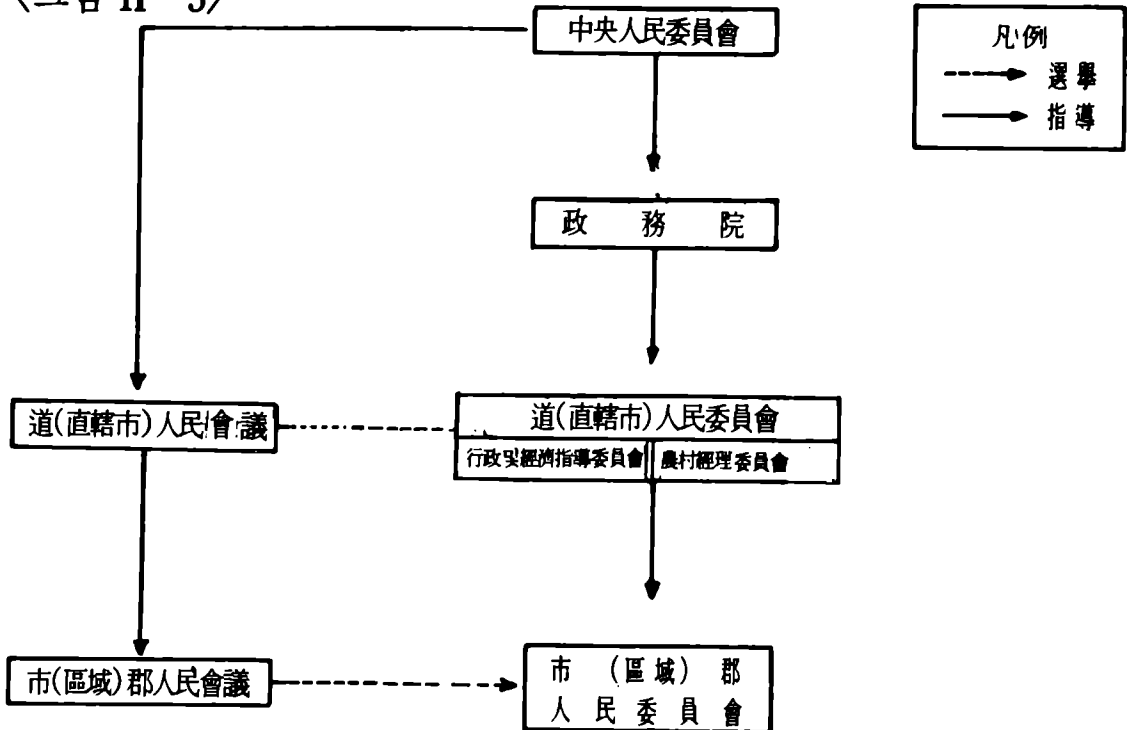 中央人民委員會
凡例
選擧
指導
政務院
道(直轄市)人民會議
道(直轄市)人民委員會
行政및經濟指導委員會
農村經理委員會
市(區域)郡人民會議
市 (區域) 郡
人民委員會